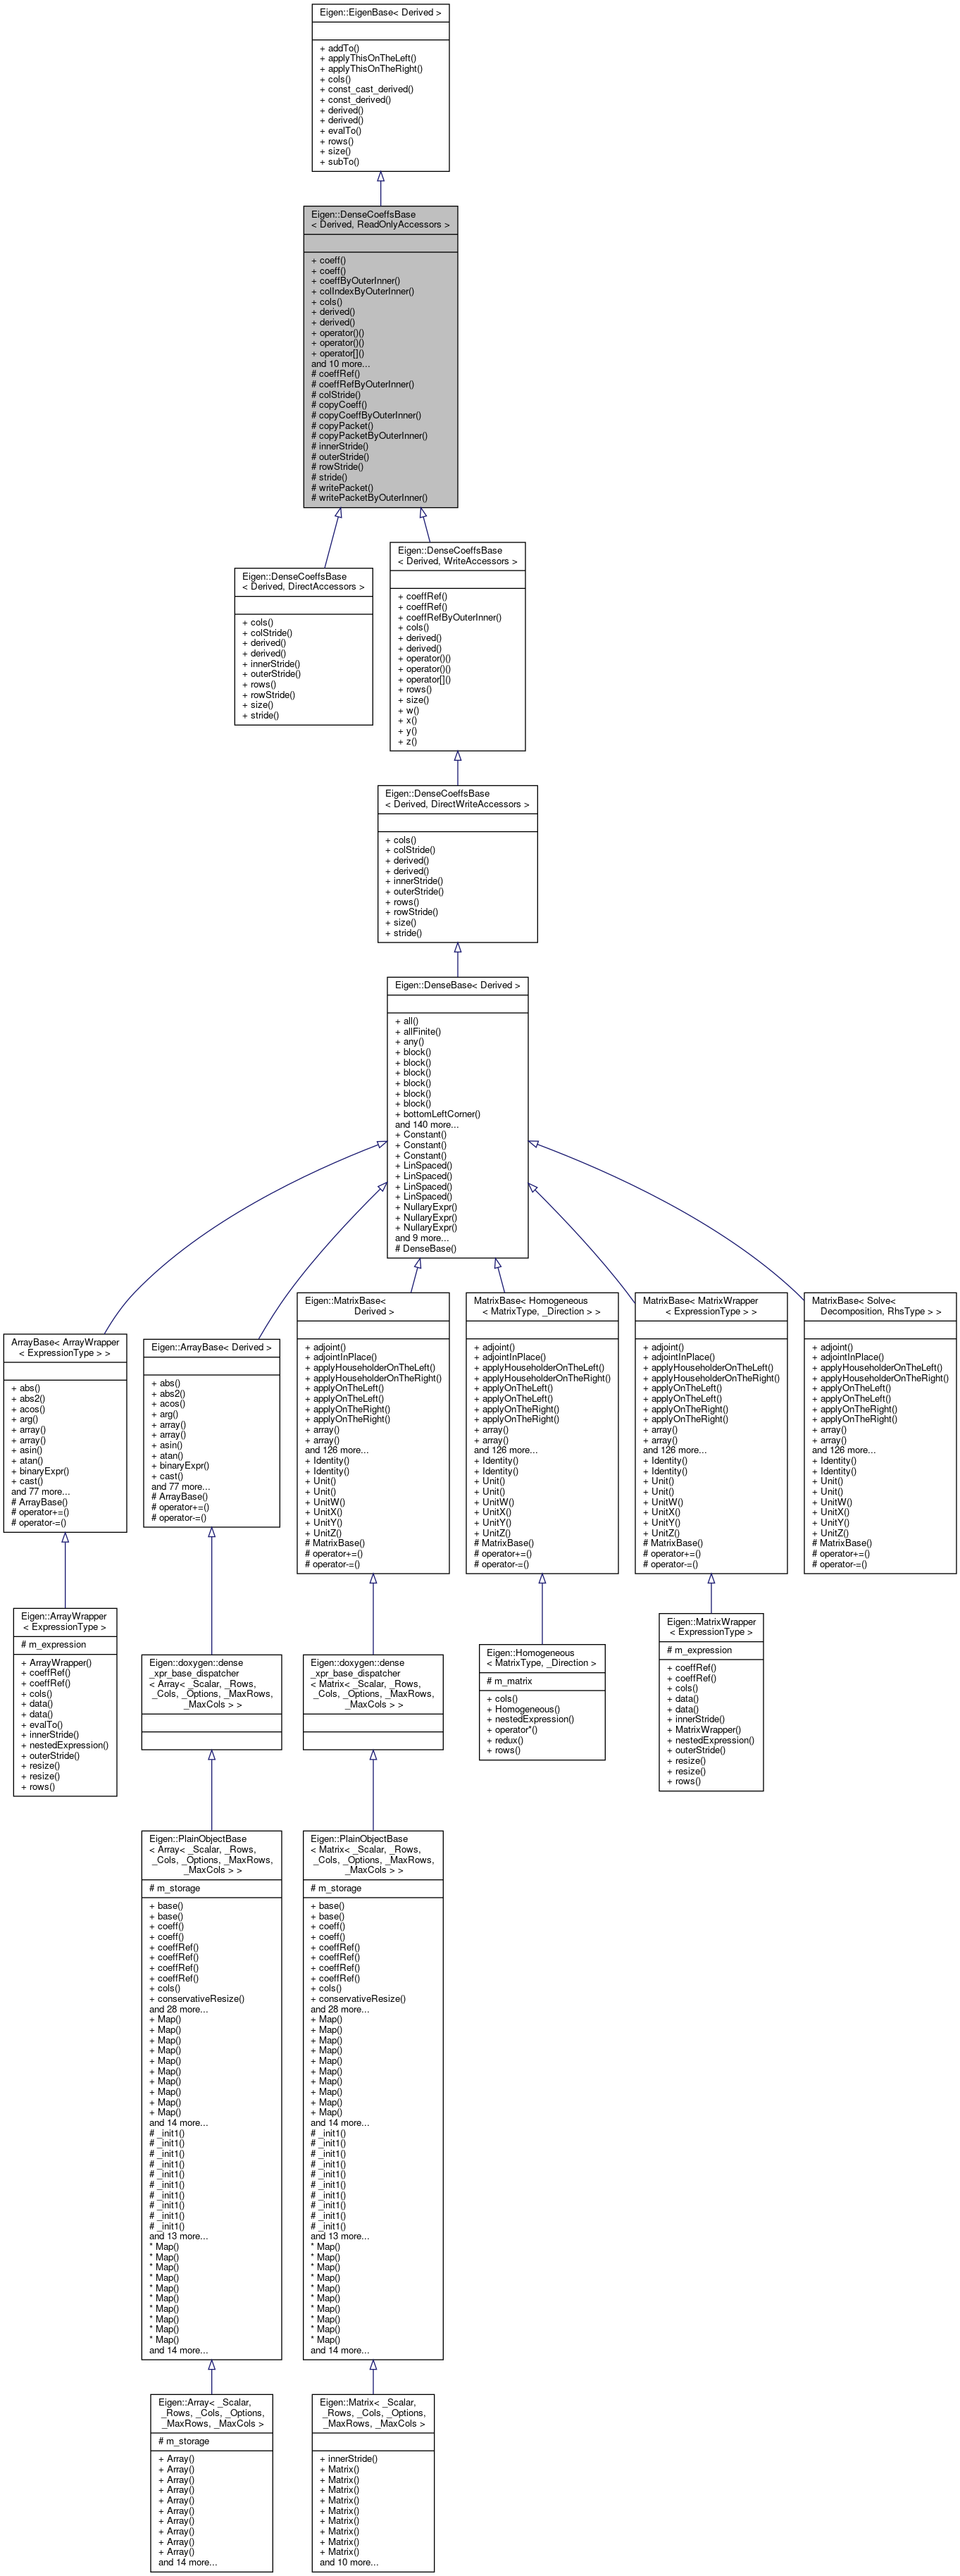 Eigen::EigenBase< Derived >
+ addTo()
+ applyThisOnTheLeft()
+ applyThisOnTheRight()
+ cols()
+ const_cast_derived()
+ const_derived()
+ derived()
+ derived()
+ evalTo()
+ rows()
+ size()
+ subTo()
Eigen::DenseCoeffsBase
< Derived, ReadOnlyAccessors >
+ coeff()
+ coeff()
+ coeffByOuterInner()
+ colIndexByOuterInner()
+ cols()
+ derived()
+ derived()
+ operator()()
+ operator()()
+ operator[]()
and 10 more...
# coeffRef()
# coeffRefByOuterInner()
# colStride()
# copyCoeff()
# copyCoeffByOuterInner()
# copyPacket()
# copyPacketByOuterInner()
# innerStride()
# outerStride()
# rowStride()
# stride()
# writePacket()
# writePacketByOuterInner()
Eigen::DenseCoeffsBase
< Derived, DirectAccessors >
+ cols()
+ colStride()
+ derived()
+ derived()
+ innerStride()
+ outerStride()
+ rows()
+ rowStride()
+ size()
+ stride()
Eigen::DenseCoeffsBase
< Derived, WriteAccessors >
+ coeffRef()
+ coeffRef()
+ coeffRefByOuterInner()
+ cols()
+ derived()
+ derived()
+ operator()()
+ operator()()
+ operator[]()
+ rows()
+ size()
+ w()
+ x()
+ y()
+ z()
Eigen::DenseCoeffsBase
< Derived, DirectWriteAccessors >
+ cols()
+ colStride()
+ derived()
+ derived()
+ innerStride()
+ outerStride()
+ rows()
+ rowStride()
+ size()
+ stride()
Eigen::DenseBase< Derived >
+ all()
+ allFinite()
+ any()
+ block()
+ block()
+ block()
+ block()
+ block()
+ block()
+ bottomLeftCorner()
and 140 more...
+ Constant()
+ Constant()
+ Constant()
+ LinSpaced()
+ LinSpaced()
+ LinSpaced()
+ LinSpaced()
+ NullaryExpr()
+ NullaryExpr()
+ NullaryExpr()
and 9 more...
# DenseBase()
ArrayBase< ArrayWrapper
< ExpressionType > >
+ abs()
+ abs2()
+ acos()
+ arg()
+ array()
+ array()
+ asin()
+ atan()
+ binaryExpr()
+ cast()
and 77 more...
# ArrayBase()
# operator+=()
# operator-=()
Eigen::ArrayBase< Derived >
+ abs()
+ abs2()
+ acos()
+ arg()
+ array()
+ array()
+ asin()
+ atan()
+ binaryExpr()
+ cast()
and 77 more...
# ArrayBase()
# operator+=()
# operator-=()
Eigen::MatrixBase<
Derived >
+ adjoint()
+ adjointInPlace()
+ applyHouseholderOnTheLeft()
+ applyHouseholderOnTheRight()
+ applyOnTheLeft()
+ applyOnTheLeft()
+ applyOnTheRight()
+ applyOnTheRight()
+ array()
+ array()
and 126 more...
+ Identity()
+ Identity()
+ Unit()
+ Unit()
+ UnitW()
+ UnitX()
+ UnitY()
+ UnitZ()
# MatrixBase()
# operator+=()
# operator-=()
MatrixBase< Homogeneous
< MatrixType, _Direction > >
+ adjoint()
+ adjointInPlace()
+ applyHouseholderOnTheLeft()
+ applyHouseholderOnTheRight()
+ applyOnTheLeft()
+ applyOnTheLeft()
+ applyOnTheRight()
+ applyOnTheRight()
+ array()
+ array()
and 126 more...
+ Identity()
+ Identity()
+ Unit()
+ Unit()
+ UnitW()
+ UnitX()
+ UnitY()
+ UnitZ()
# MatrixBase()
# operator+=()
# operator-=()
MatrixBase< MatrixWrapper
< ExpressionType > >
+ adjoint()
+ adjointInPlace()
+ applyHouseholderOnTheLeft()
+ applyHouseholderOnTheRight()
+ applyOnTheLeft()
+ applyOnTheLeft()
+ applyOnTheRight()
+ applyOnTheRight()
+ array()
+ array()
and 126 more...
+ Identity()
+ Identity()
+ Unit()
+ Unit()
+ UnitW()
+ UnitX()
+ UnitY()
+ UnitZ()
# MatrixBase()
# operator+=()
# operator-=()
MatrixBase< Solve<
Decomposition, RhsType > >
+ adjoint()
+ adjointInPlace()
+ applyHouseholderOnTheLeft()
+ applyHouseholderOnTheRight()
+ applyOnTheLeft()
+ applyOnTheLeft()
+ applyOnTheRight()
+ applyOnTheRight()
+ array()
+ array()
and 126 more...
+ Identity()
+ Identity()
+ Unit()
+ Unit()
+ UnitW()
+ UnitX()
+ UnitY()
+ UnitZ()
# MatrixBase()
# operator+=()
# operator-=()
Eigen::ArrayWrapper
< ExpressionType >
# m_expression
+ ArrayWrapper()
+ coeffRef()
+ coeffRef()
+ cols()
+ data()
+ data()
+ evalTo()
+ innerStride()
+ nestedExpression()
+ outerStride()
+ resize()
+ resize()
+ rows()
Eigen::doxygen::dense
_xpr_base_dispatcher
< Array< _Scalar, _Rows,
_Cols, _Options, _MaxRows,
_MaxCols > >
Eigen::doxygen::dense
_xpr_base_dispatcher
< Matrix< _Scalar, _Rows,
_Cols, _Options, _MaxRows,
_MaxCols > >
Eigen::Homogeneous
< MatrixType, _Direction >
# m_matrix
+ cols()
+ Homogeneous()
+ nestedExpression()
+ operator*()
+ redux()
+ rows()
Eigen::MatrixWrapper
< ExpressionType >
# m_expression
+ coeffRef()
+ coeffRef()
+ cols()
+ data()
+ data()
+ innerStride()
+ MatrixWrapper()
+ nestedExpression()
+ outerStride()
+ resize()
+ resize()
+ rows()
Eigen::PlainObjectBase
< Array< _Scalar, _Rows,
_Cols, _Options, _MaxRows,
_MaxCols > >
# m_storage
+ base()
+ base()
+ coeff()
+ coeff()
+ coeffRef()
+ coeffRef()
+ coeffRef()
+ coeffRef()
+ cols()
+ conservativeResize()
and 28 more...
+ Map()
+ Map()
+ Map()
+ Map()
+ Map()
+ Map()
+ Map()
+ Map()
+ Map()
+ Map()
and 14 more...
# _init1()
# _init1()
# _init1()
# _init1()
# _init1()
# _init1()
# _init1()
# _init1()
# _init1()
# _init1()
and 13 more...
* Map()
* Map()
* Map()
* Map()
* Map()
* Map()
* Map()
* Map()
* Map()
* Map()
and 14 more...
Eigen::PlainObjectBase
< Matrix< _Scalar, _Rows,
_Cols, _Options, _MaxRows,
_MaxCols > >
# m_storage
+ base()
+ base()
+ coeff()
+ coeff()
+ coeffRef()
+ coeffRef()
+ coeffRef()
+ coeffRef()
+ cols()
+ conservativeResize()
and 28 more...
+ Map()
+ Map()
+ Map()
+ Map()
+ Map()
+ Map()
+ Map()
+ Map()
+ Map()
+ Map()
and 14 more...
# _init1()
# _init1()
# _init1()
# _init1()
# _init1()
# _init1()
# _init1()
# _init1()
# _init1()
# _init1()
and 13 more...
* Map()
* Map()
* Map()
* Map()
* Map()
* Map()
* Map()
* Map()
* Map()
* Map()
and 14 more...
Eigen::Array< _Scalar,
_Rows, _Cols, _Options,
_MaxRows, _MaxCols >
# m_storage
+ Array()
+ Array()
+ Array()
+ Array()
+ Array()
+ Array()
+ Array()
+ Array()
+ Array()
+ Array()
and 14 more...
Eigen::Matrix< _Scalar,
_Rows, _Cols, _Options,
_MaxRows, _MaxCols >
+ innerStride()
+ Matrix()
+ Matrix()
+ Matrix()
+ Matrix()
+ Matrix()
+ Matrix()
+ Matrix()
+ Matrix()
+ Matrix()
and 10 more...